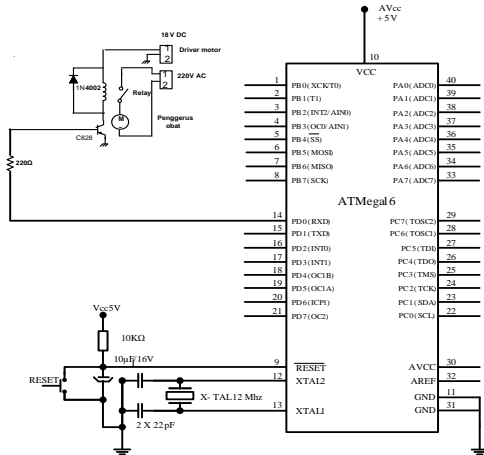 18V DC
1
2
Driver motor
220V AC
1
2
1N4002
Relay
M
Penggerus
obat
C828
220Ω
AVcc
+5V
10
VCC
1 PB0(XCK/T0)
2 PB1(T1)
3 PB2(INT2/AIN0)
4 PB3(OC0/AIN1)
5 PB4(SS)
6 PB5(MOSI)
7 PB6(MISO)
8 PB7(SCK)
PA0(ADC0) 40
PA1(ADC1) 39
PA2(ADC2) 38
PA3(ADC3) 37
PA4(ADC4) 36
PA5(ADC5) 35
PA6(ADC6) 34
PA7(ADC7) 33
ATMega16
14 PD0(RXD)
15 PD1(TXD)
16 PD2(INT0)
17 PD3(INT1)
18 PD4(OC1B)
19 PD5(OC1A)
20 PD6(ICP1)
21 PD7(OC2)
PC7(TOSC2) 29
PC6(TOSC1) 28
PC5(TDI) 27
PC4(TDO) 26
PC3(TMS) 25
PC2(TCK) 24
PC1(SDA) 23
PC0(SCL) 22
Vcc5V
10KΩ
10µF/16V
RESET
9 RESET
12 XTAL2
13 XTAL1
X- TAL12 Mhz
2 X 22pF
AVCC 30
AREF 32
GND 11
GND 31